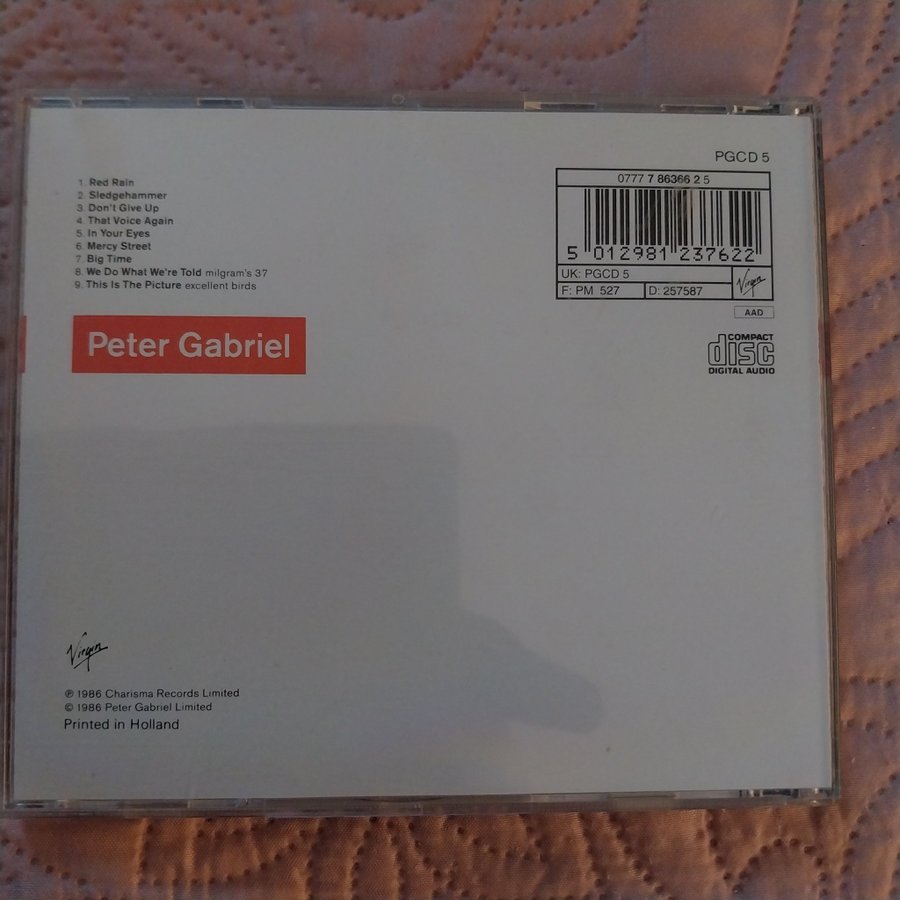 PGCD 5
1. Red Rain
2. Sledgehammer
3. Don't Give Up
4. That Voice Again
5. In Your Eyes
6. Mercy Street
7. Big Time
8. We Do What We're Told milgram's 37
9. This Is The Picture excellent birds
0777 7 86366 2 5
5 012981 237622
UK: PGCD 5
F: PM 527 D: 257587 Virgin
AAD
COMPACT
disc
DIGITAL AUDIO
Peter Gabriel
Virgin
℗ 1986 Charisma Records Limited
© 1986 Peter Gabriel Limited
Printed in Holland